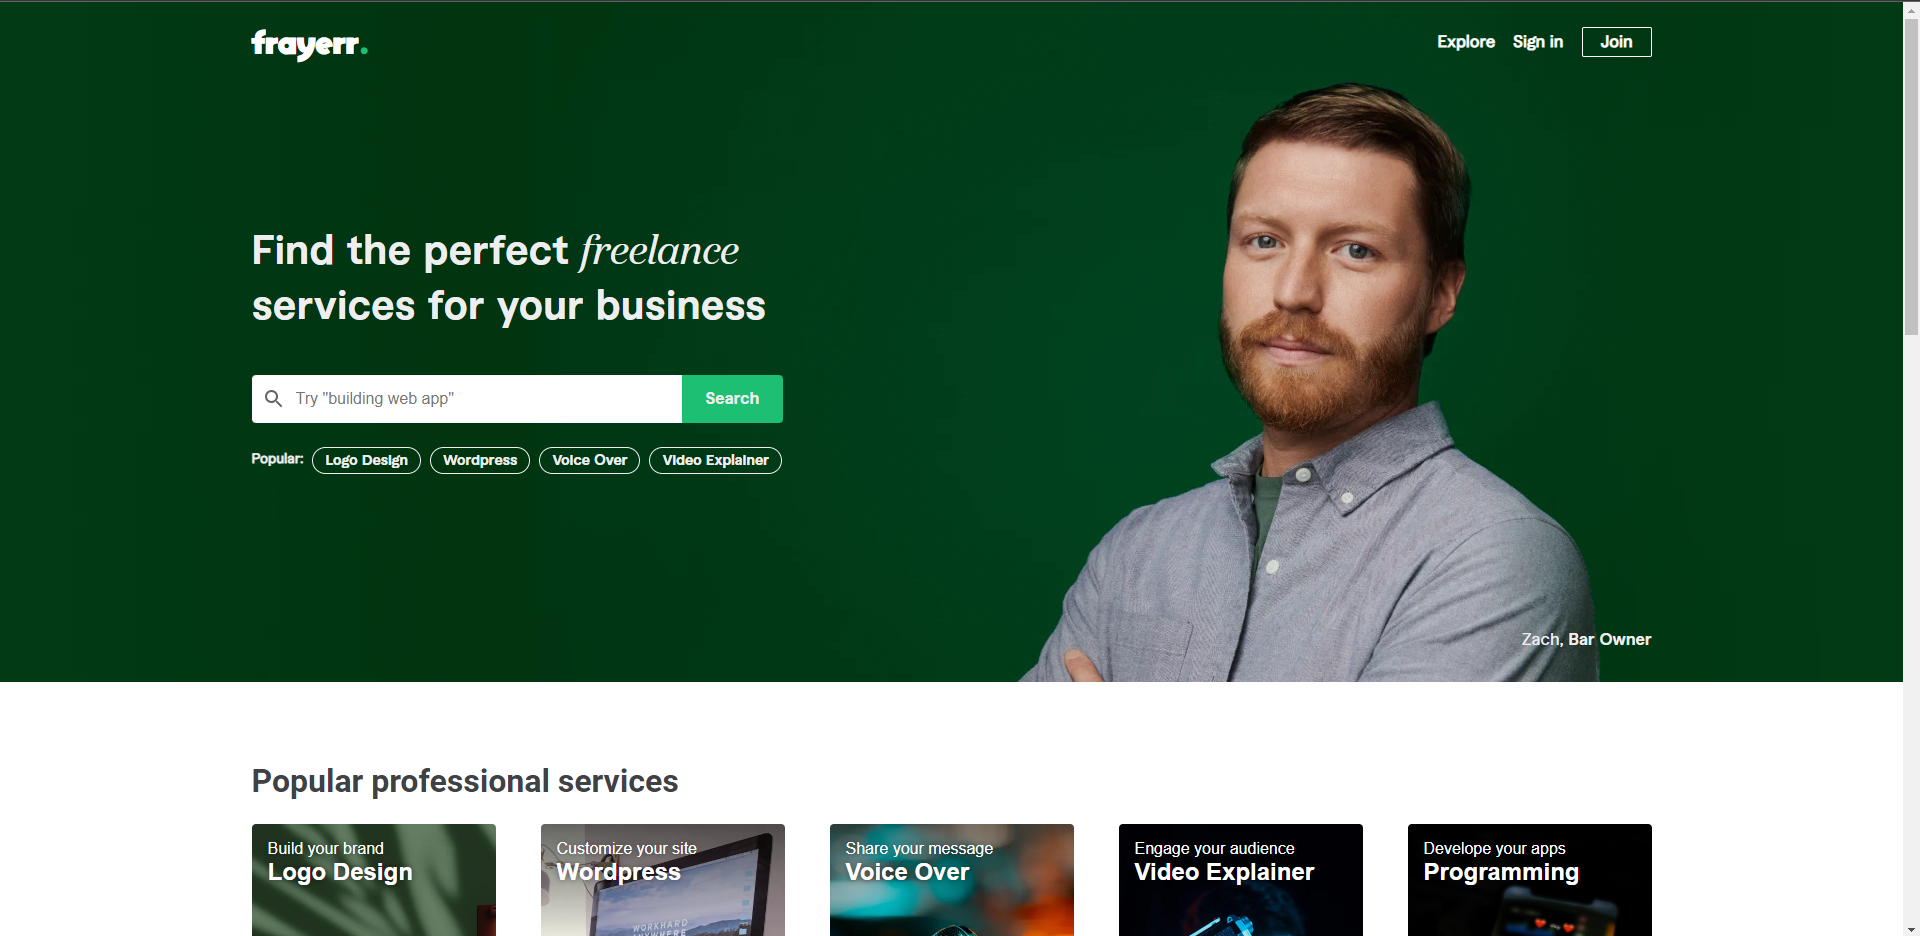 frayerr.
Explore Sign in Join
Find the perfect freelance
services for your business
Try "building web app" Search
Popular: Logo Design Wordpress Voice Over Video Explainer
Zach, Bar Owner
Popular professional services
Build your brand
Logo Design
Customize your site
Wordpress
WORKHARD
ANYWHERE
Share your message
Voice Over
Engage your audience
Video Explainer
Develope your apps
Programming